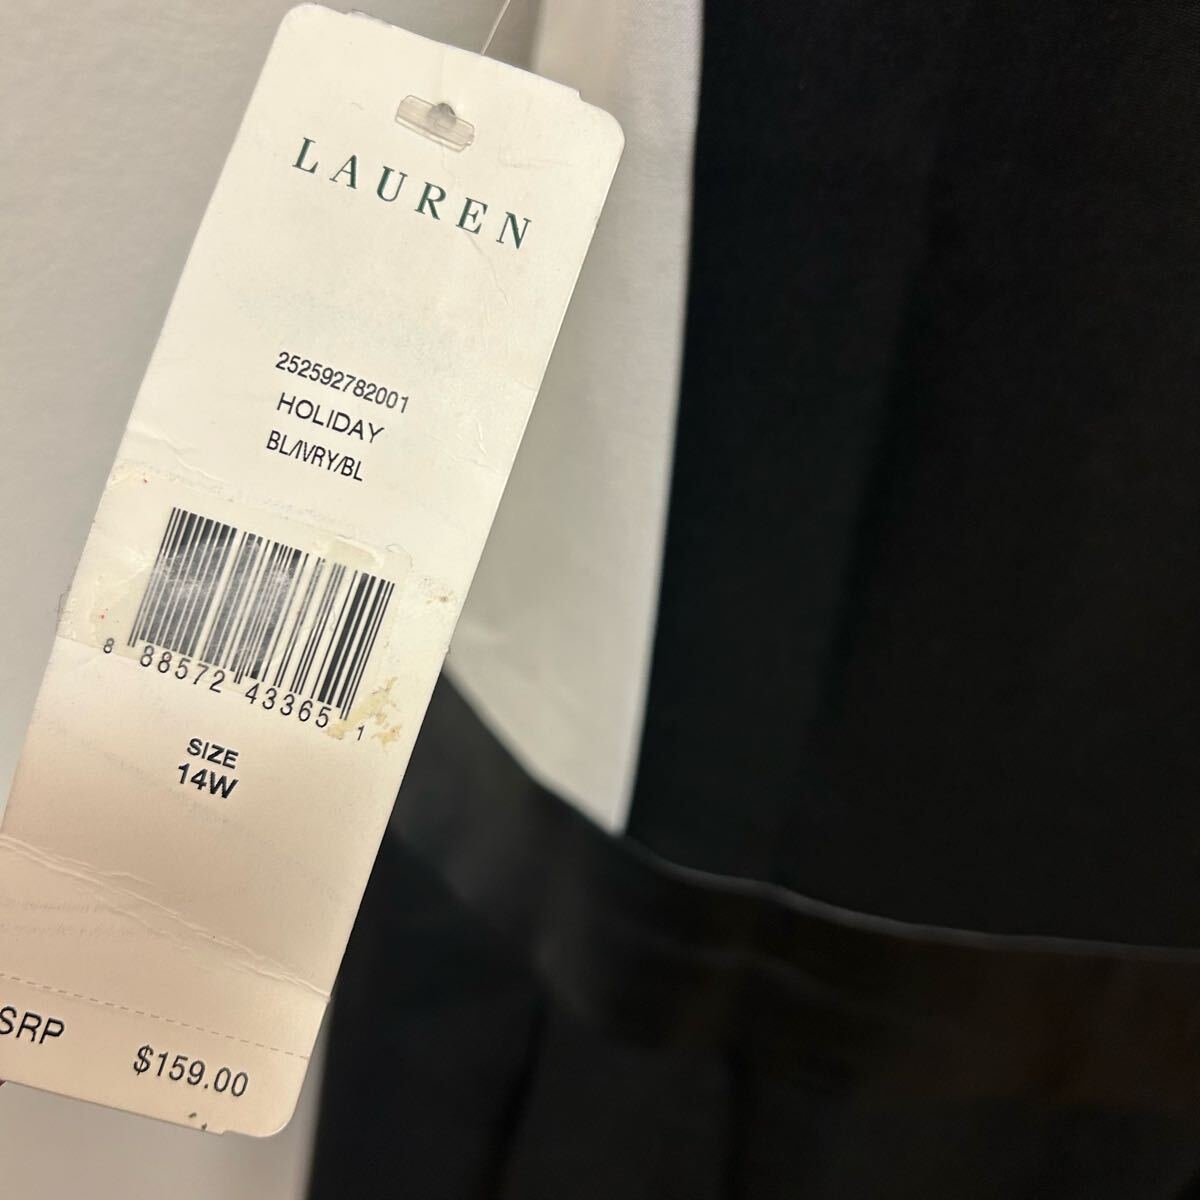 LAUREN
252592782001
HOLIDAY
BL/IVRY/BL
8 88572 43365 1
SIZE
14W
SRP $159.00